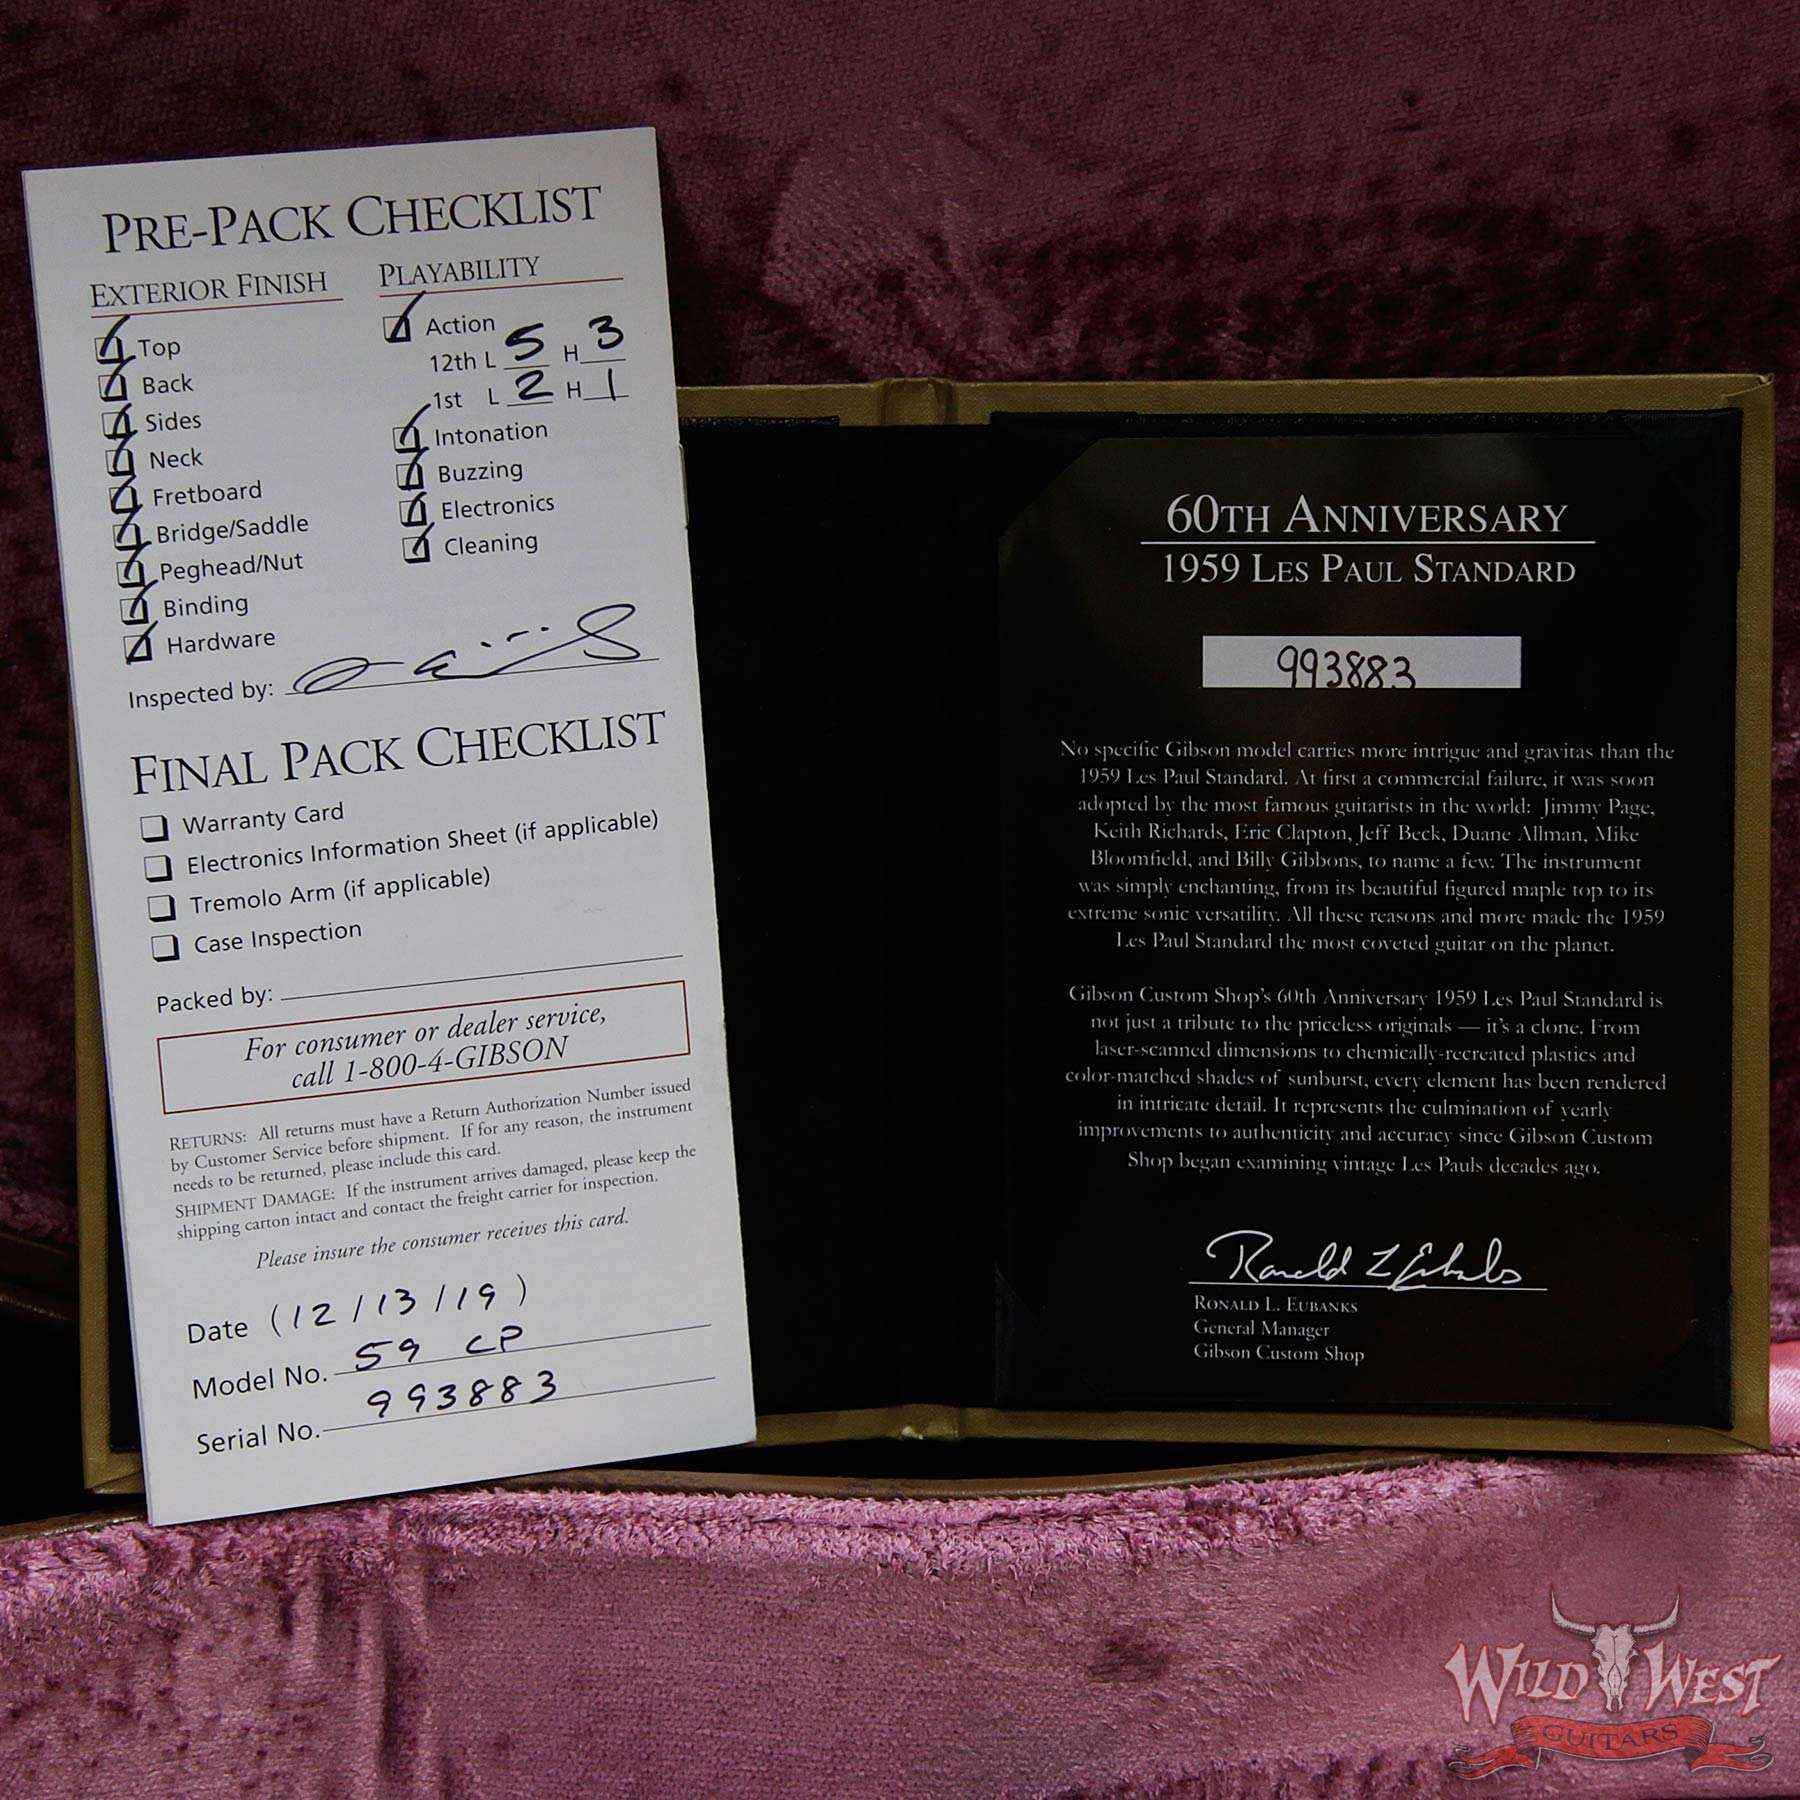 PRE-PACK CHECKLIST
EXTERIOR FINISH
Top
Back
Sides
Neck
Fretboard
Bridge/Saddle
Peghead/Nut
Binding
Hardware
PLAYABILITY
Action
12th L 5 H 3
1st L 2 H 1
Intonation
Buzzing
Electronics
Cleaning
Inspected by:
FINAL PACK CHECKLIST
Warranty Card
Electronics Information Sheet (if applicable)
Tremolo Arm (if applicable)
Case Inspection
Packed by:
For consumer or dealer service,
call 1-800-4-GIBSON
RETURNS: All returns must have a Return Authorization Number issued
by Customer Service before shipment. If for any reason, the instrument
needs to be returned, please include this card.
SHIPMENT DAMAGE: If the instrument arrives damaged, please keep the
shipping carton intact and contact the freight carrier for inspection.
Please insure the consumer receives this card.
Date (12/13/19)
Model No. 59 CP
Serial No. 993883
60TH ANNIVERSARY
1959 LES PAUL STANDARD
993883
No specific Gibson model carries more intrigue and gravitas than the
1959 Les Paul Standard. At first a commercial failure, it was soon
adopted by the most famous guitarists in the world: Jimmy Page,
Keith Richards, Eric Clapton, Jeff Beck, Duane Allman, Mike
Bloomfield, and Billy Gibbons, to name a few. The instrument
was simply enchanting, from its beautiful figured maple top to its
extreme sonic versatility. All these reasons and more made the 1959
Les Paul Standard the most coveted guitar on the planet.
Gibson Custom Shop's 60th Anniversary 1959 Les Paul Standard is
not just a tribute to the priceless originals — it's a clone. From
laser-scanned dimensions to chemically-recreated plastics and
color-matched shades of sunburst, every element has been rendered
in intricate detail. It represents the culmination of yearly
improvements to authenticity and accuracy since Gibson Custom
Shop began examining vintage Les Pauls decades ago.
Ronald L Eubanks
RONALD L. EUBANKS
General Manager
Gibson Custom Shop
WILD WEST
GUITARS